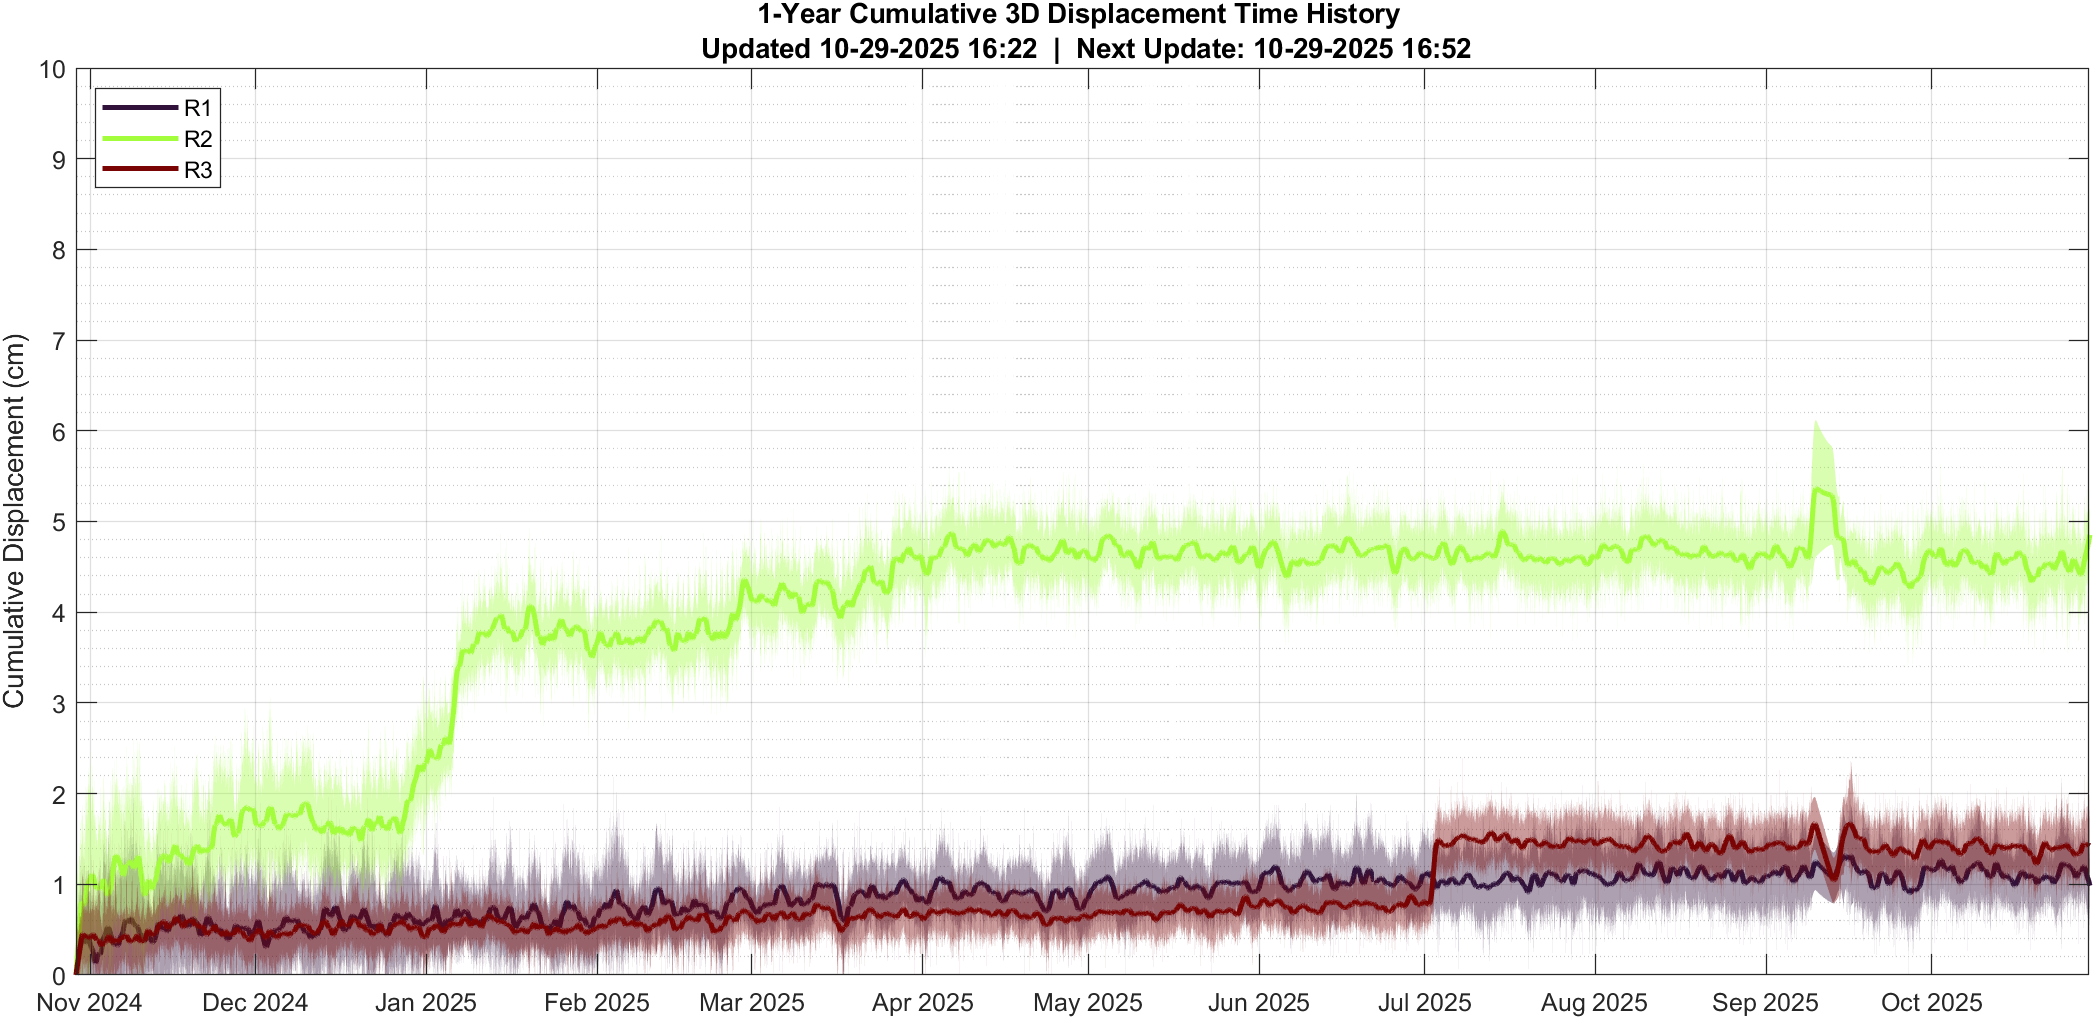 1-Year Cumulative 3D Displacement Time History
Updated 10-29-2025 16:22 | Next Update: 10-29-2025 16:52
R1
R2
R3
Cumulative Displacement (cm)
10
9
8
7
6
5
4
3
2
1
0
Nov 2024 Dec 2024 Jan 2025 Feb 2025 Mar 2025 Apr 2025 May 2025 Jun 2025 Jul 2025 Aug 2025 Sep 2025 Oct 2025